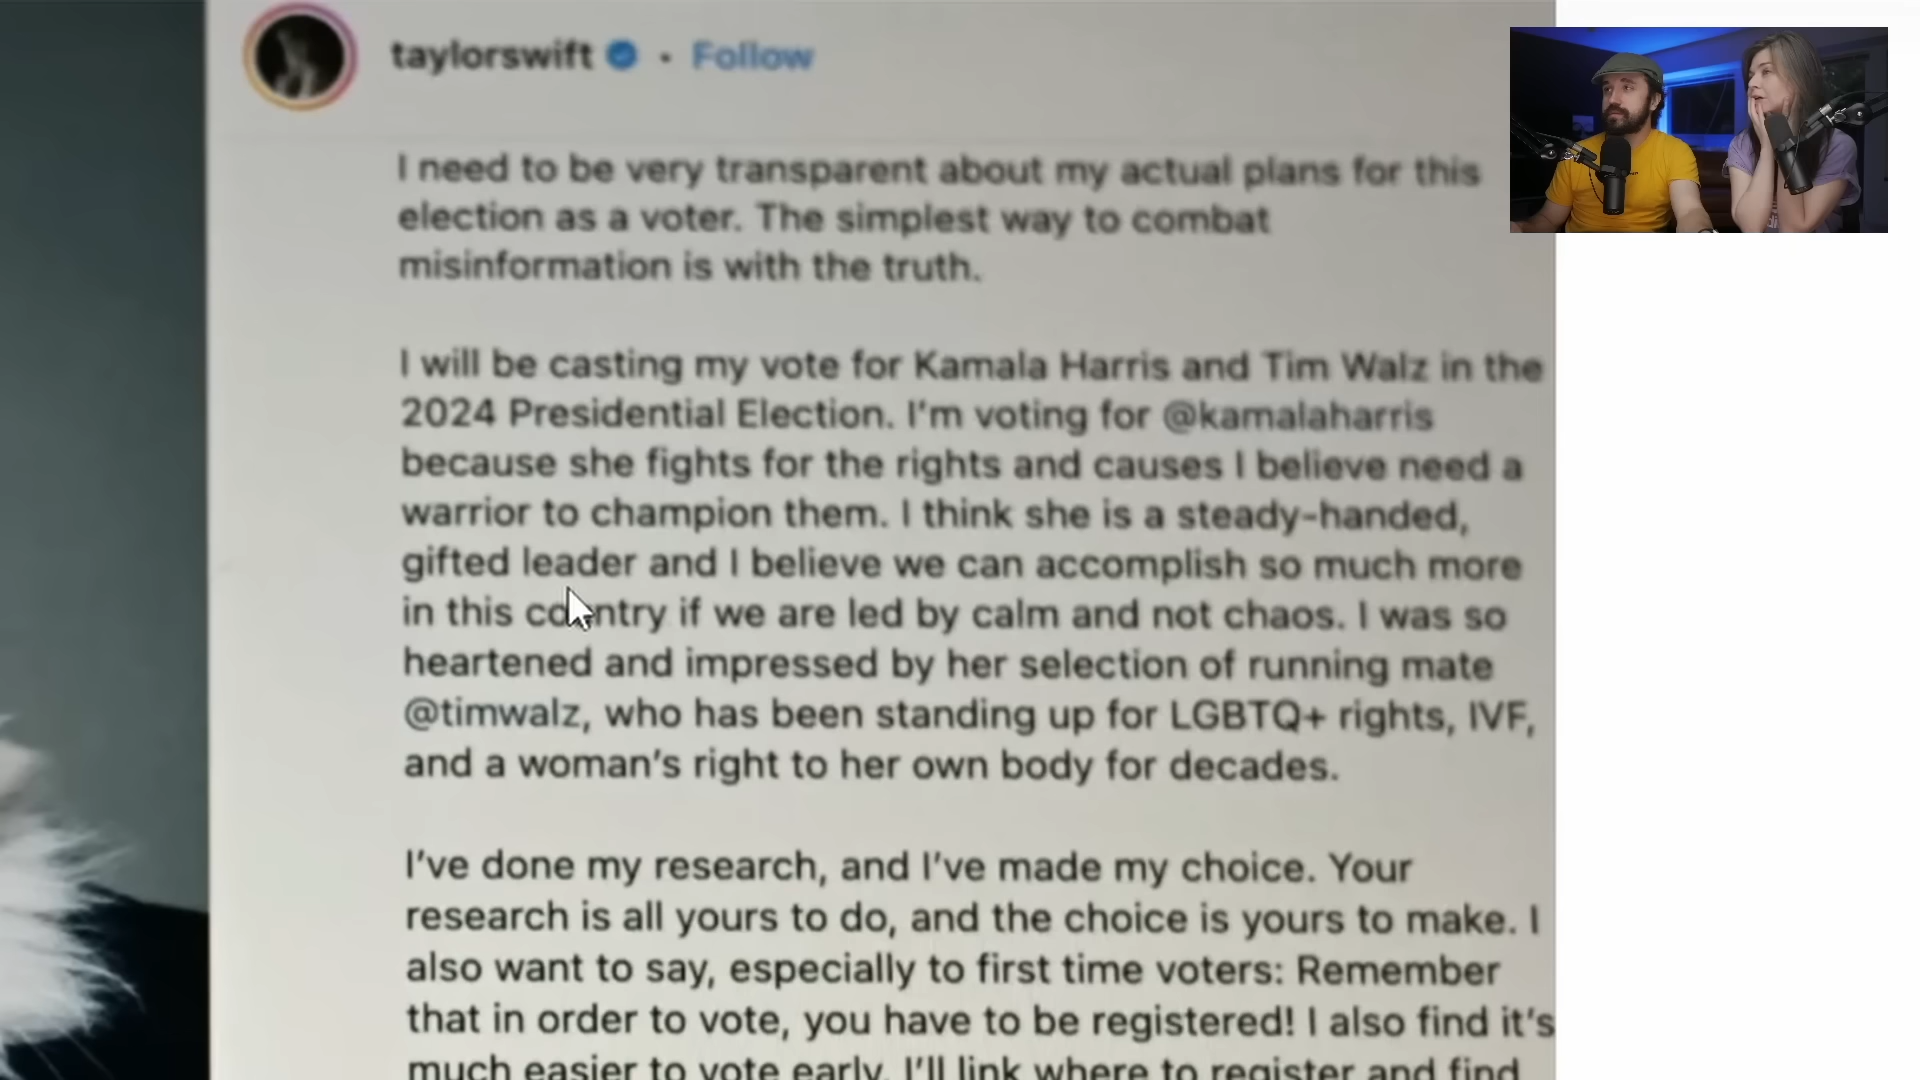 taylorswift • Follow
I need to be very transparent about my actual plans for this
election as a voter. The simplest way to combat
misinformation is with the truth.
I will be casting my vote for Kamala Harris and Tim Walz in the
2024 Presidential Election. I'm voting for @kamalaharris
because she fights for the rights and causes I believe need a
warrior to champion them. I think she is a steady-handed,
gifted leader and I believe we can accomplish so much more
in this country if we are led by calm and not chaos. I was so
heartened and impressed by her selection of running mate
@timwalz, who has been standing up for LGBTQ+ rights, IVF,
and a woman's right to her own body for decades.
I've done my research, and I've made my choice. Your
research is all yours to do, and the choice is yours to make. I
also want to say, especially to first time voters: Remember
that in order to vote, you have to be registered! I also find it's
much easier to vote early. I'll link where to register and find